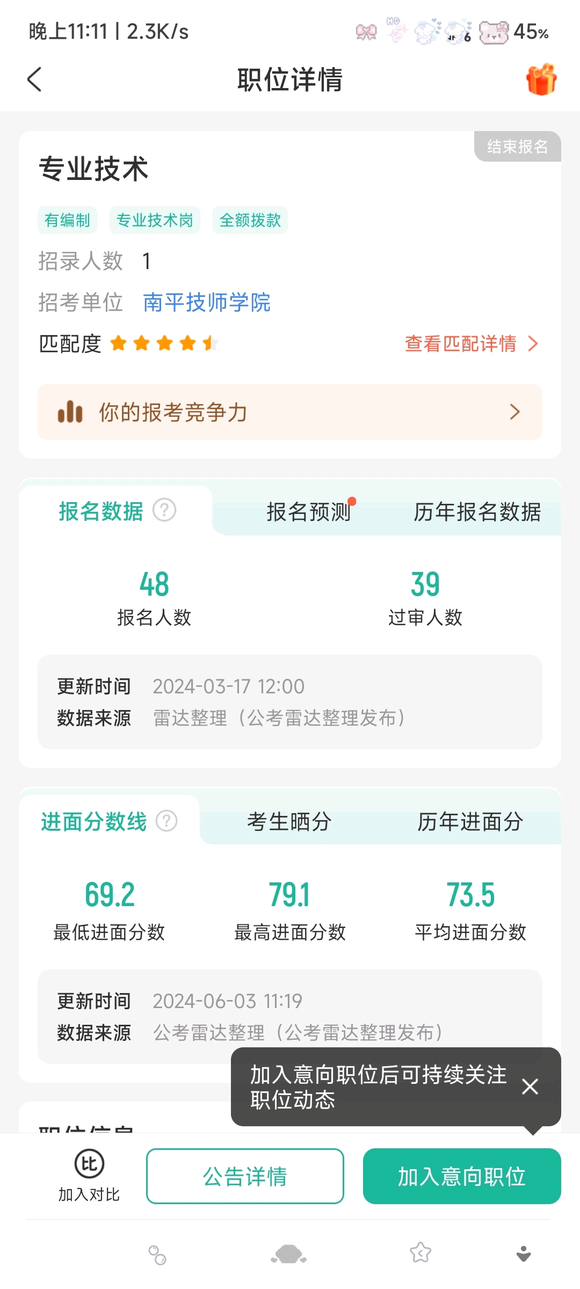 晚上11:11 | 2.3K/s
HD
6
45%
职位详情
结束报名
专业技术
有编制 专业技术岗 全额拨款
招录人数 1
招考单位 南平技师学院
匹配度 查看匹配详情
你的报考竞争力
报名数据 ? 报名预测 历年报名数据
48 39
报名人数 过审人数
更新时间 2024-03-17 12:00
数据来源 雷达整理（公考雷达整理发布）
进面分数线 ? 考生晒分 历年进面分
69.2 79.1 73.5
最低进面分数 最高进面分数 平均进面分数
更新时间 2024-06-03 11:19
数据来源 公考雷达整理（公考雷达整理发布）
加入意向职位后可持续关注
职位动态
职位信息
比
加入对比 公告详情 加入意向职位